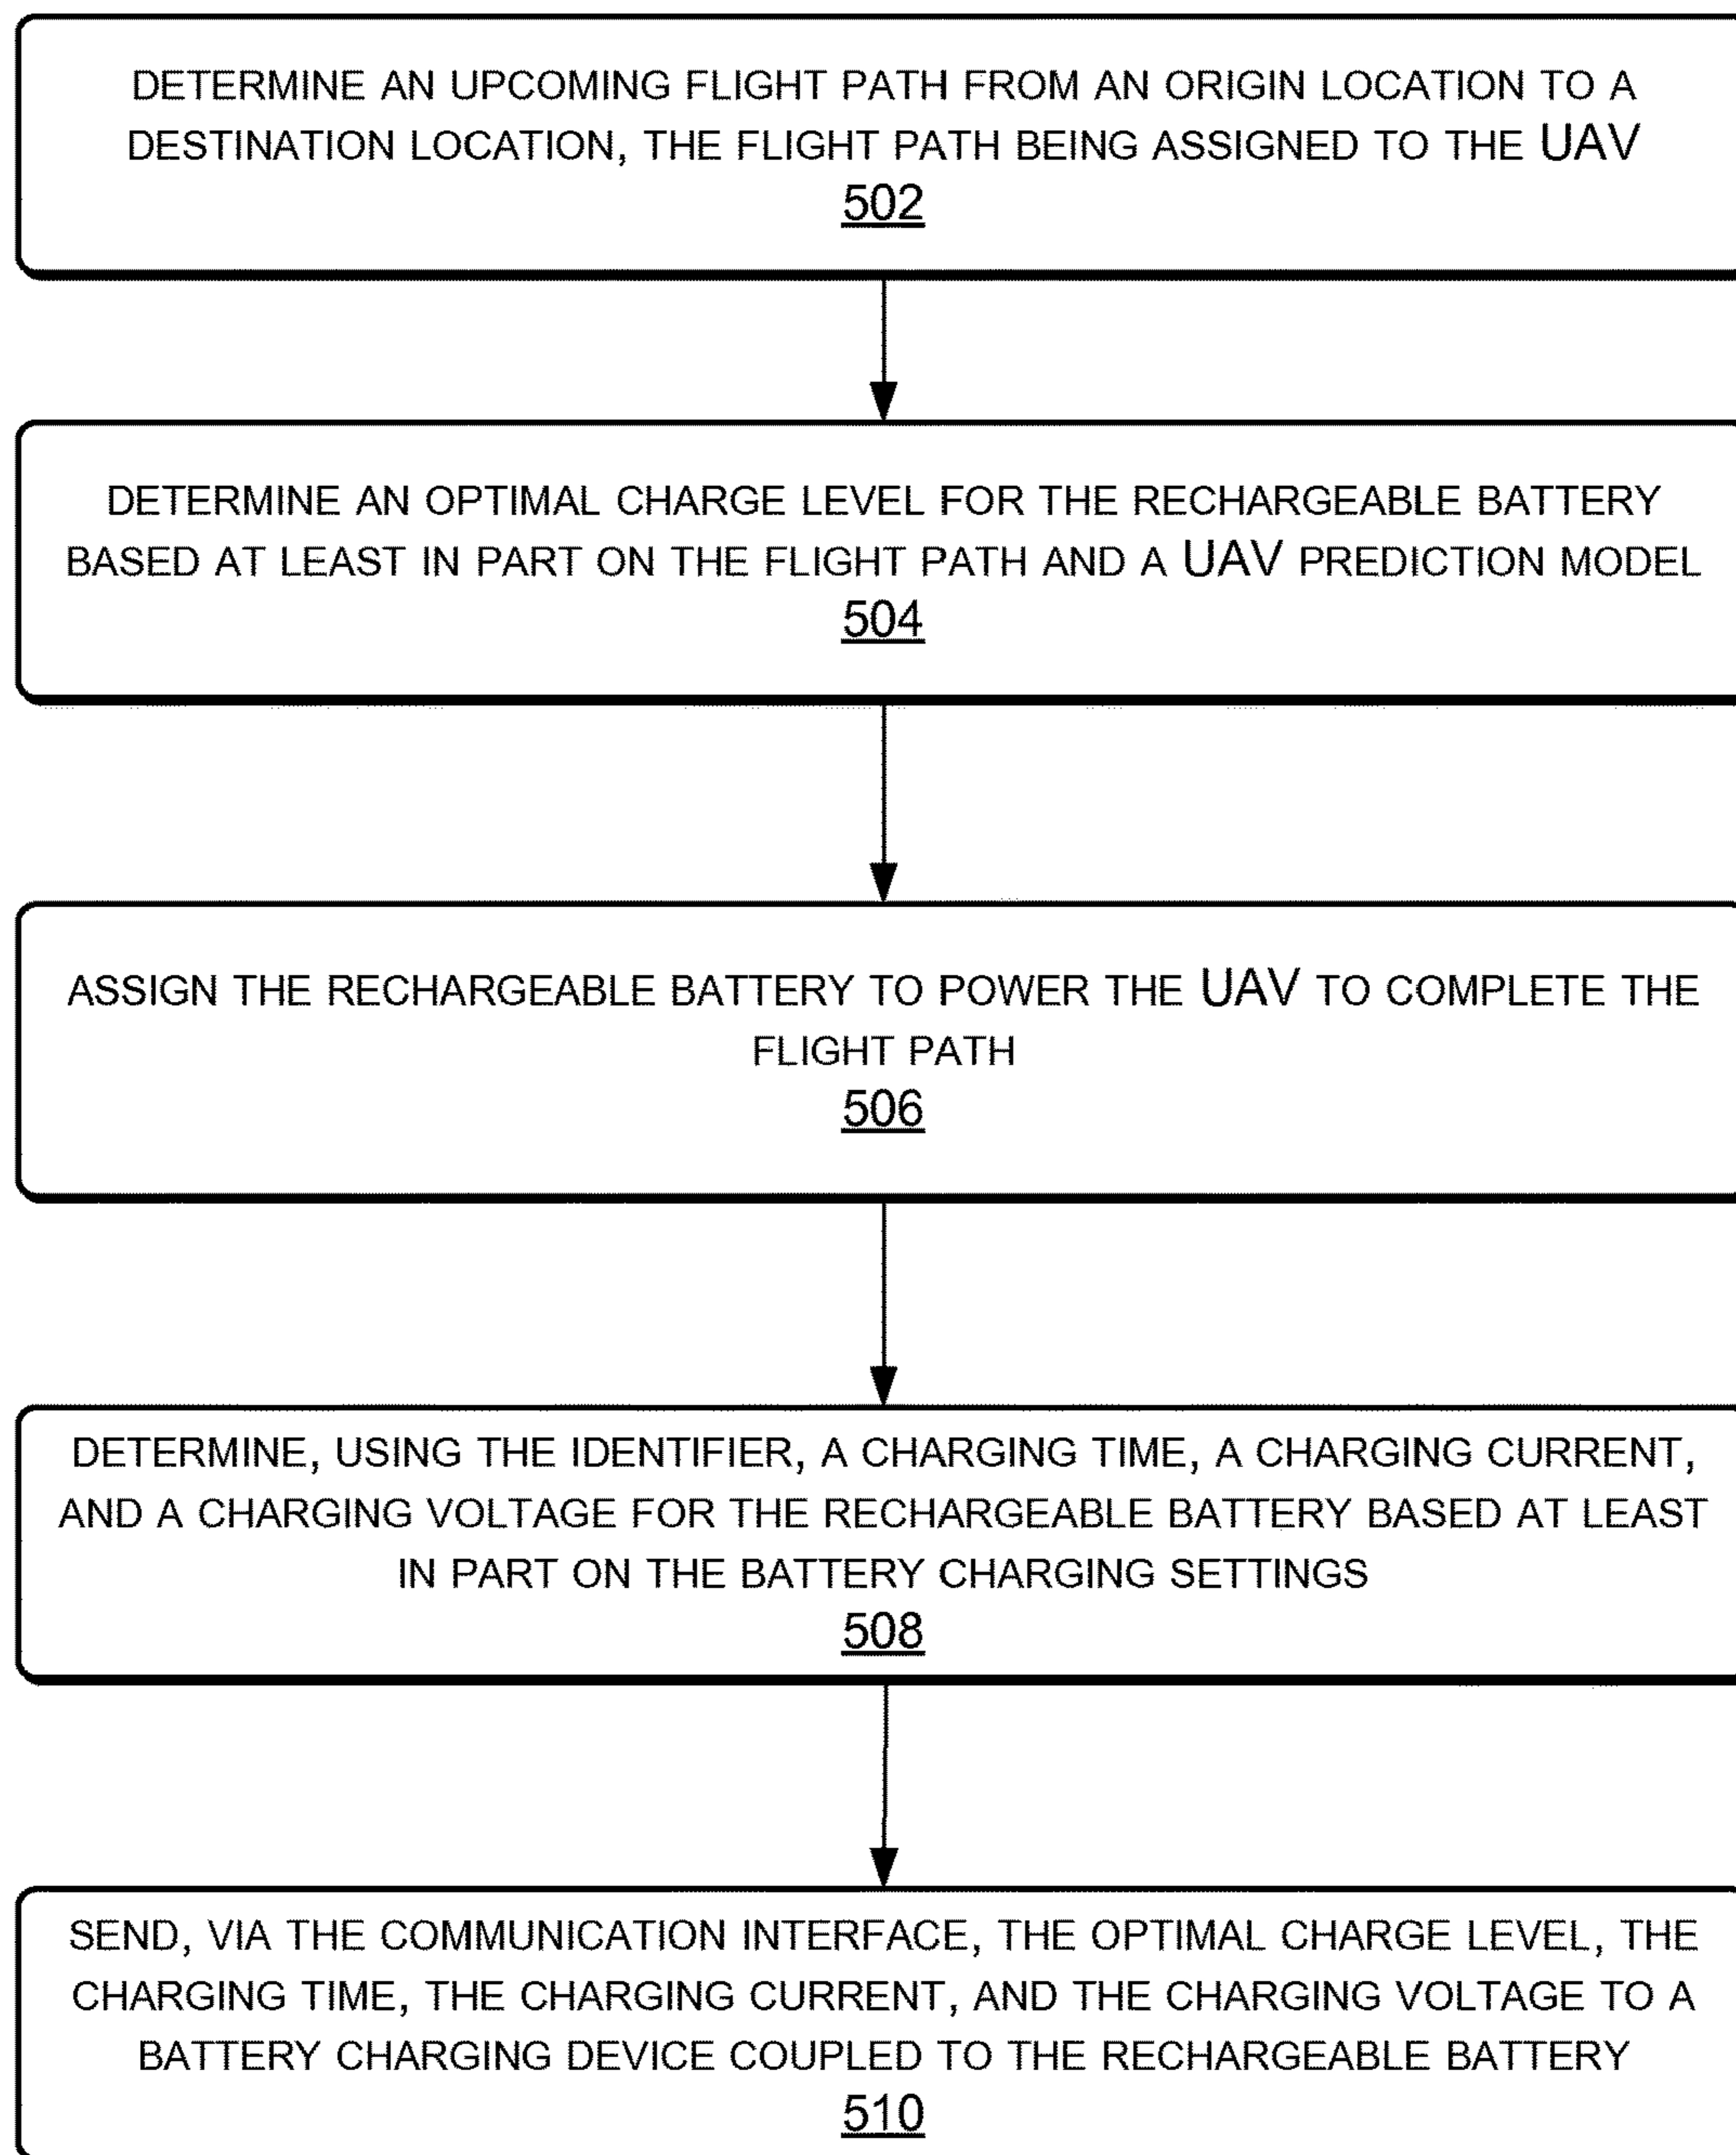 DETERMINE AN UPCOMING FLIGHT PATH FROM AN ORIGIN LOCATION TO A
DESTINATION LOCATION, THE FLIGHT PATH BEING ASSIGNED TO THE UAV
502
DETERMINE AN OPTIMAL CHARGE LEVEL FOR THE RECHARGEABLE BATTERY
BASED AT LEAST IN PART ON THE FLIGHT PATH AND A UAV PREDICTION MODEL
504
ASSIGN THE RECHARGEABLE BATTERY TO POWER THE UAV TO COMPLETE THE
FLIGHT PATH
506
DETERMINE, USING THE IDENTIFIER, A CHARGING TIME, A CHARGING CURRENT,
AND A CHARGING VOLTAGE FOR THE RECHARGEABLE BATTERY BASED AT LEAST
IN PART ON THE BATTERY CHARGING SETTINGS
508
SEND, VIA THE COMMUNICATION INTERFACE, THE OPTIMAL CHARGE LEVEL, THE
CHARGING TIME, THE CHARGING CURRENT, AND THE CHARGING VOLTAGE TO A
BATTERY CHARGING DEVICE COUPLED TO THE RECHARGEABLE BATTERY
510